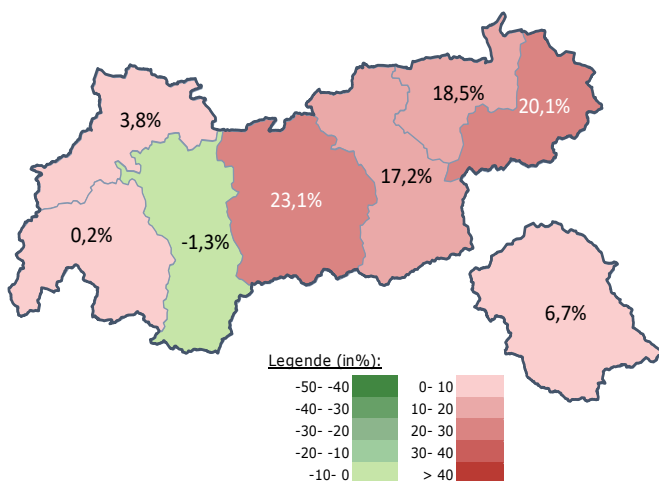 18,5%
20,1%
3,8%
17,2%
23,1%
0,2%
-1,3%
6,7%
Legende (in%):
-50- -40 0- 10
-40- -30 10- 20
-30- -20 20- 30
-20- -10 30- 40
-10- 0 > 40